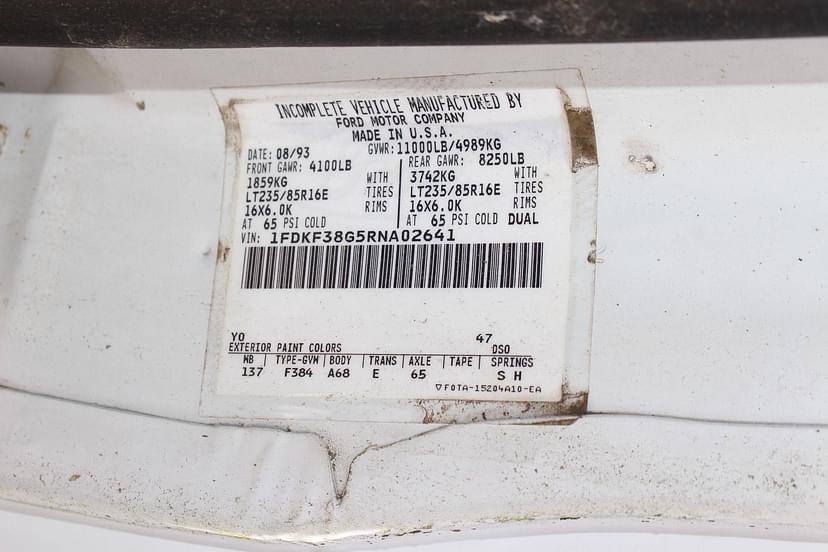 INCOMPLETE VEHICLE MANUFACTURED BY
FORD MOTOR COMPANY
MADE IN U.S.A.
DATE: 08/93 GVWR: 11000LB/4989KG
FRONT GAWR: 4100LB REAR GAWR: 8250LB
1859KG WITH 3742KG WITH
LT235/85R16E TIRES LT235/85R16E TIRES
16X6.0K RIMS 16X6.0K RIMS
AT 65 PSI COLD AT 65 PSI COLD DUAL
VIN: 1FDKF38G5RNA02641
YO 47
EXTERIOR PAINT COLORS DSO
WB TYPE-GVW BODY TRANS AXLE TAPE SPRINGS
137 F384 A68 E 65 S H
▽FOTA-15204A10-EA